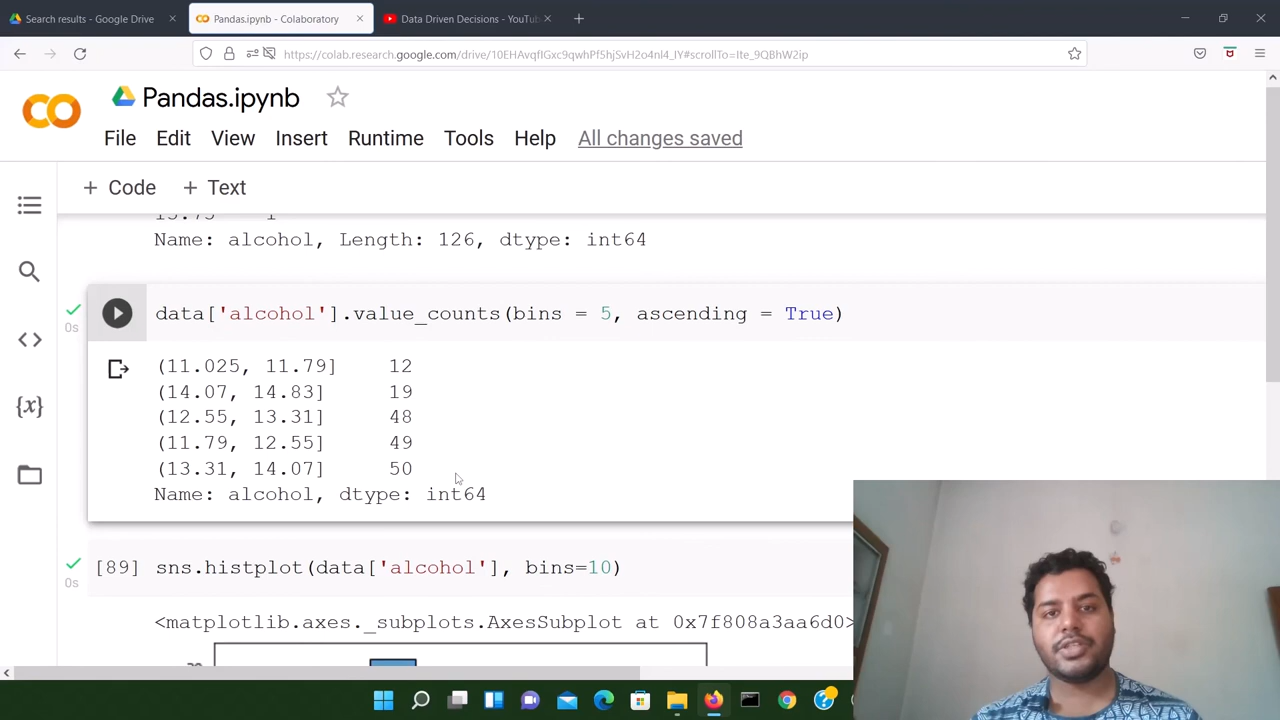 Search results - Google Drive
Pandas.ipynb - Colaboratory
Data Driven Decisions - YouTub
https://colab.research.google.com/drive/10EHAvqfIGxc9qwhPf5hjSvH2o4nI4_IY#scrollTo=Ite_9QBhW2ip
Pandas.ipynb
File Edit View Insert Runtime Tools Help All changes saved
+ Code + Text
Name: alcohol, Length: 126, dtype: int64
data['alcohol'].value_counts(bins = 5, ascending = True)
0s
(11.025, 11.79] 12
(14.07, 14.83] 19
(12.55, 13.31] 48
(11.79, 12.55] 49
(13.31, 14.07] 50
Name: alcohol, dtype: int64
[89] sns.histplot(data['alcohol'], bins=10)
0s
<matplotlib.axes._subplots.AxesSubplot at 0x7f808a3aa6d0>